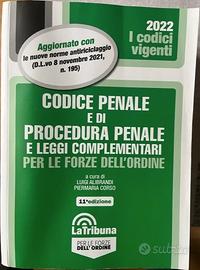 2022
I codici
vigenti
Aggiornato con
le nuove norme antiriciclaggio
(D.L.vo 8 novembre 2021,
n. 195)
CODICE PENALE
E DI
PROCEDURA PENALE
E LEGGI COMPLEMENTARI
PER LE FORZE DELL'ORDINE
a cura di
LUIGI ALIBRANDI
PIERMARIA CORSO
11ª edizione
LaTribuna
PER LE FORZE
DELL'ORDINE
subito